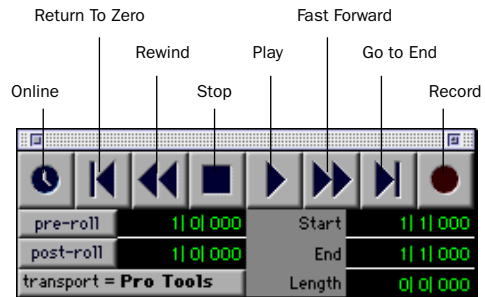 Return To Zero
Fast Forward
Rewind
Play
Go to End
Online
Stop
Record
pre-roll 1| 0| 000 Start 1| 1| 000
post-roll 1| 0| 000 End 1| 1| 000
transport = Pro Tools Length 0| 0| 000